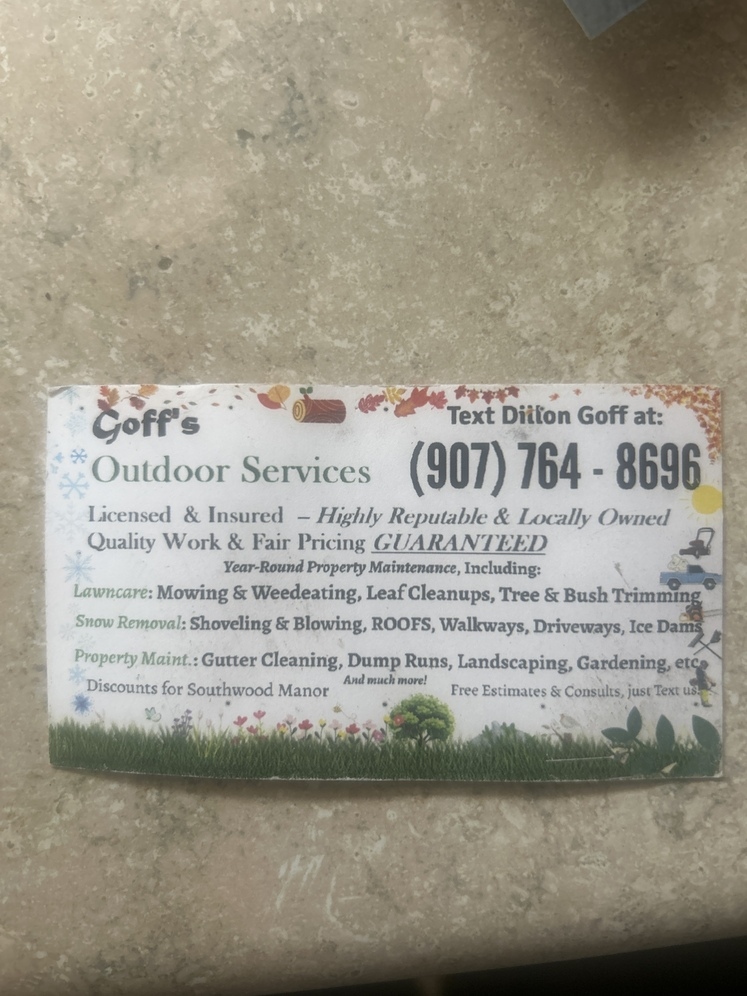 Goff's
Outdoor Services
Text Dillon Goff at:
(907) 764 - 8696
Licensed & Insured – Highly Reputable & Locally Owned
Quality Work & Fair Pricing GUARANTEED
Year-Round Property Maintenance, Including:
Lawncare: Mowing & Weedeating, Leaf Cleanups, Tree & Bush Trimming
Snow Removal: Shoveling & Blowing, ROOFS, Walkways, Driveways, Ice Dams
Property Maint.: Gutter Cleaning, Dump Runs, Landscaping, Gardening, etc.
And much more!
Discounts for Southwood Manor
Free Estimates & Consults, just Text us!